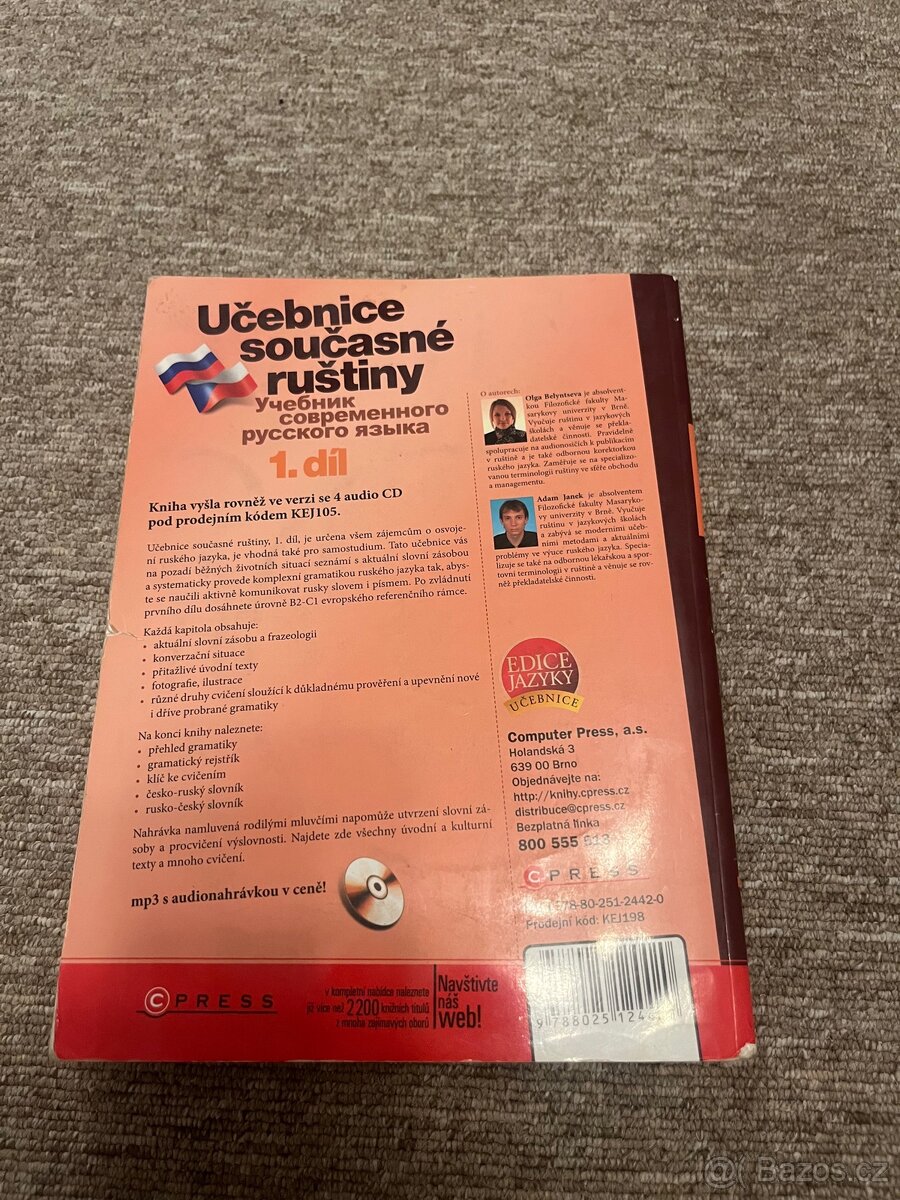 Učebnice
současné
ruštiny
Учебник
современного
русского языка
1. díl
Kniha vyšla rovněž ve verzi se 4 audio CD
pod prodejním kódem KEJ105.
Učebnice současné ruštiny, 1. díl, je určena všem zájemcům o osvoje-
ní ruského jazyka, je vhodná také pro samostudium. Tato učebnice vás
na pozadí běžných životních situací seznámí s aktuální slovní zásobou
a systematicky provede komplexní gramatikou ruského jazyka tak, abys-
te se naučili aktivně komunikovat rusky slovem i písmem. Po zvládnutí
prvního dílu dosáhnete úrovně B2-C1 evropského referenčního rámce.
Každá kapitola obsahuje:
• aktuální slovní zásobu a frazeologii
• konverzační situace
• přitažlivé úvodní texty
• fotografie, ilustrace
• různé druhy cvičení sloužící k důkladnému prověření a upevnění nové
i dříve probrané gramatiky
Na konci knihy naleznete:
• přehled gramatiky
• gramatický rejstřík
• klíč ke cvičením
• česko-ruský slovník
• rusko-český slovník
Nahrávka namluvená rodilými mluvčími napomůže utvrzení slovní zá-
soby a procvičení výslovnosti. Najdete zde všechny úvodní a kulturní
texty a mnoho cvičení.
mp3 s audionahrávkou v ceně!
O autorech:
Olga Belyntseva je absolvent-
kou Filozofické fakulty Ma-
sarykovy univerzity v Brně.
Vyučuje ruštinu v jazykových
školách a věnuje se překla-
datelské činnosti. Pravidelně
spolupracuje na audionosičích k publikacím
v ruštině a je také odbornou korektorkou
ruského jazyka. Zaměřuje se na specializo-
vanou terminologii ruštiny ve sféře obchodu
a managementu.
Adam Janek je absolventem
Filozofické fakulty Masaryko-
vy univerzity v Brně. Vyučuje
ruštinu v jazykových školách
a zabývá se moderními učeb-
ními metodami a aktuálními
problémy ve výuce ruského jazyka. Specia-
lizuje se také na odbornou lékařskou a spor-
tovní terminologii v ruštině a věnuje se rov-
něž překladatelské činnosti.
EDICE
JAZYKY
UČEBNICE
Computer Press, a.s.
Holandská 3
639 00 Brno
Objednávejte na:
http://knihy.cpress.cz
distribuce@cpress.cz
Bezplatná linka
800 555 513
CPRESS
978-80-251-2442-0
Prodejní kód: KEJ198
CPRESS
v kompletní nabídce naleznete
již více než 2200 knižních titulů
z mnoha zajímavých oborů
Navštivte
náš
web!
9 788025 124
@ Bazos.cz